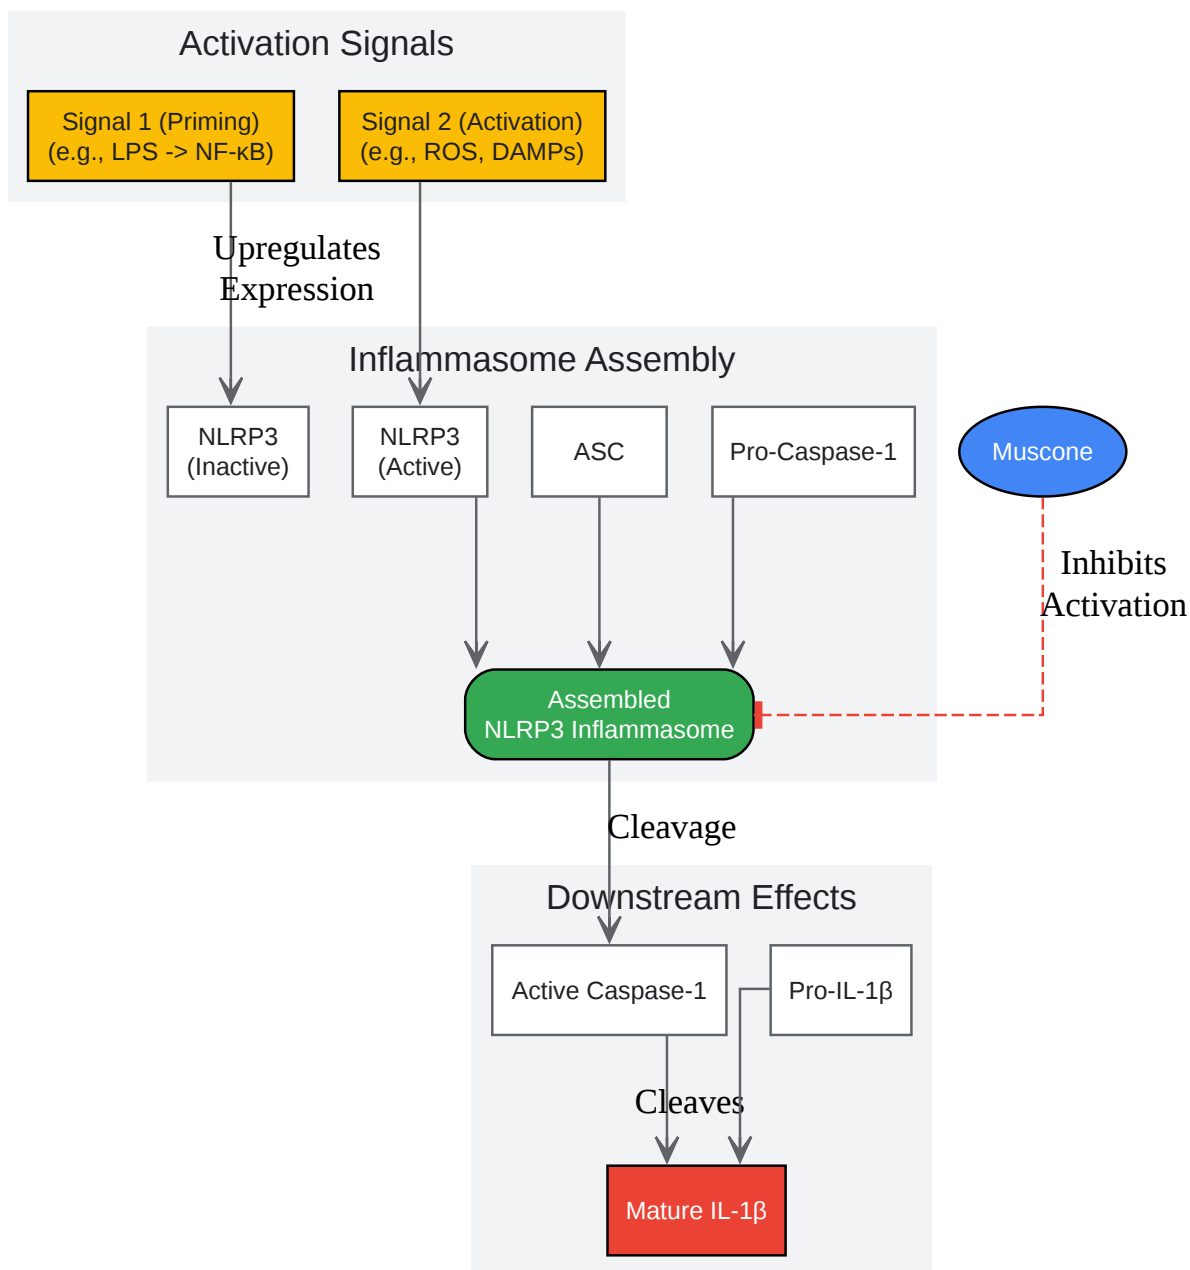 Activation Signals
Signal 1 (Priming)
(e.g., LPS -> NF-κB)
Signal 2 (Activation)
(e.g., ROS, DAMPs)
Upregulates
Expression
Inflammasome Assembly
NLRP3
(Inactive)
NLRP3
(Active)
ASC
Pro-Caspase-1
Muscone
Inhibits
Activation
Assembled
NLRP3 Inflammasome
Cleavage
Downstream Effects
Active Caspase-1
Pro-IL-1β
Cleaves
Mature IL-1β